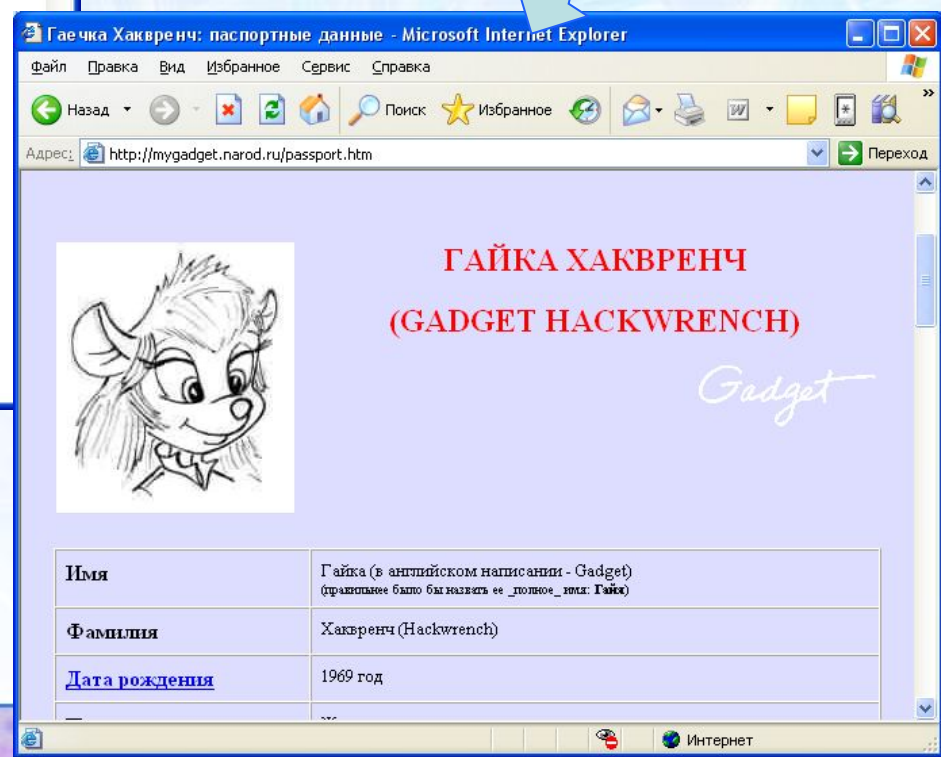 Гаечка Хаквренч: паспортные данные - Microsoft Internet Explorer
Файл Правка Вид Избранное Сервис Справка
Назад Поиск Избранное
Адрес: http://mygadget.narod.ru/passport.htm Переход
ГАЙКА ХАКВРЕНЧ
(GADGET HACKWRENCH)
Gadget
Имя Гайка (в английском написании - Gadget)
(правильнее было бы назвать ее _полное_ имя: Гайя)
Фамилия Хаквренч (Hackwrench)
Дата рождения 1969 год
Интернет